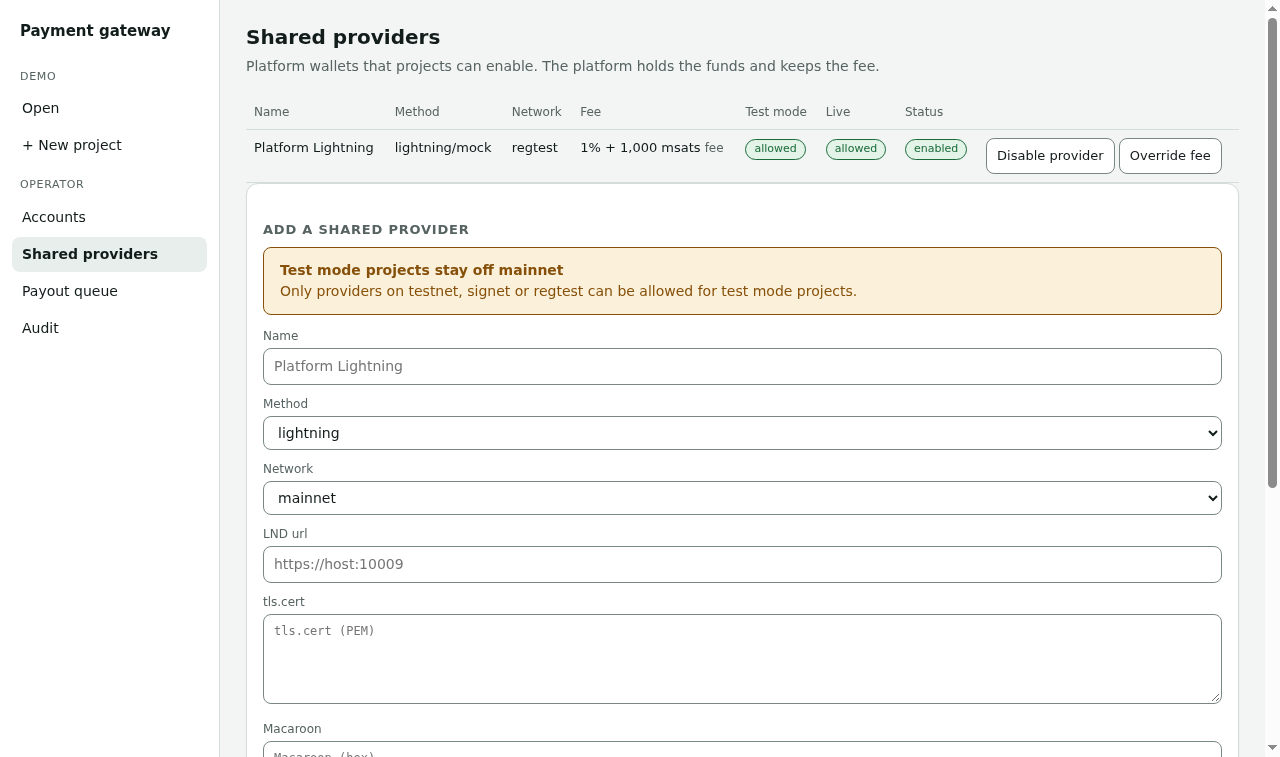 Payment gateway
DEMO
Open
+ New project
OPERATOR
Accounts
Shared providers
Payout queue
Audit
Shared providers
Platform wallets that projects can enable. The platform holds the funds and keeps the fee.
Name Method Network Fee Test mode Live Status
Platform Lightning lightning/mock regtest 1% + 1,000 msats fee allowed allowed enabled Disable provider Override fee
ADD A SHARED PROVIDER
Test mode projects stay off mainnet
Only providers on testnet, signet or regtest can be allowed for test mode projects.
Name
Platform Lightning
Method
lightning
Network
mainnet
LND url
https://host:10009
tls.cert
tls.cert (PEM)
Macaroon
Macaroon (hex)